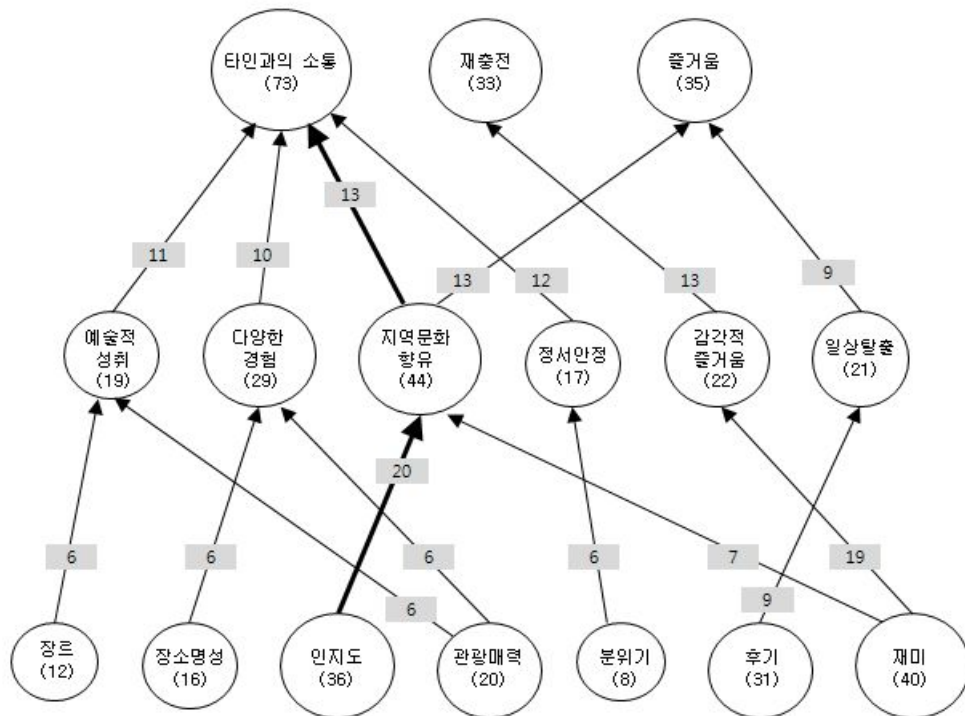 타인과의 소통
(73)
재충전
(33)
즐거움
(35)
13
11
10
13
12
13
9
예술적
성취
(19)
다양한
경험
(29)
지역문화
향유
(44)
정서안정
(17)
감각적
즐거움
(22)
일상탈출
(21)
20
6
6
6
6
7
19
6
9
장르
(12)
장소명성
(16)
인지도
(36)
관광매력
(20)
분위기
(8)
후기
(31)
재미
(40)